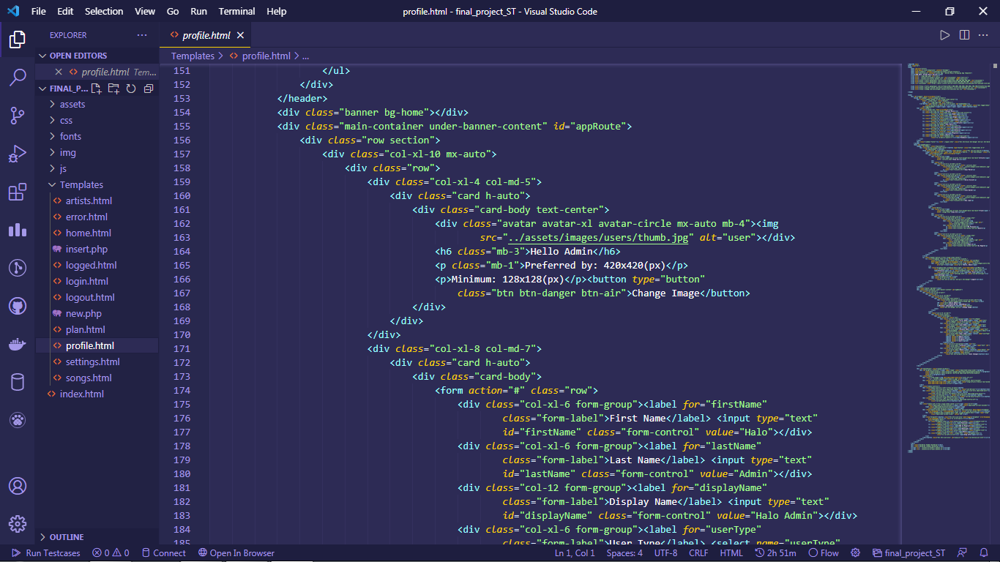 File Edit Selection View Go Run Terminal Help
profile.html - final_project_ST - Visual Studio Code
EXPLORER
OPEN EDITORS
profile.html Temp...
FINAL_P...
assets
css
fonts
img
js
Templates
artists.html
error.html
home.html
insert.php
logged.html
login.html
logout.html
new.php
plan.html
profile.html
settings.html
songs.html
index.html
OUTLINE
profile.html
Templates > profile.html > ...
151 </ul>
152 </div>
153 </header>
154 <div class="banner bg-home"></div>
155 <div class="main-container under-banner-content" id="appRoute">
156 <div class="row section">
157 <div class="col-xl-10 mx-auto">
158 <div class="row">
159 <div class="col-xl-4 col-md-5">
160 <div class="card h-auto">
161 <div class="card-body text-center">
162 <div class="avatar avatar-xl avatar-circle mx-auto mb-4"><img
163 src="../assets/images/users/thumb.jpg" alt="user"></div>
164 <h6 class="mb-3">Hello Admin</h6>
165 <p class="mb-1">Preferred by: 420x420(px)</p>
166 <p>Minimum: 128x128(px)</p><button type="button"
167 class="btn btn-danger btn-air">Change Image</button>
168 </div>
169 </div>
170 </div>
171 <div class="col-xl-8 col-md-7">
172 <div class="card h-auto">
173 <div class="card-body">
174 <form action="#" class="row">
175 <div class="col-xl-6 form-group"><label for="firstName"
176 class="form-label">First Name</label> <input type="text"
177 id="firstName" class="form-control" value="Halo"></div>
178 <div class="col-xl-6 form-group"><label for="lastName"
179 class="form-label">Last Name</label> <input type="text"
180 id="lastName" class="form-control" value="Admin"></div>
181 <div class="col-12 form-group"><label for="displayName"
182 class="form-label">Display Name</label> <input type="text"
183 id="displayName" class="form-control" value="Halo Admin"></div>
184 <div class="col-xl-6 form-group"><label for="userType"
185 class="form-label">User Type</label> <select name="userType"
Run Testcases 0 0 Connect Open In Browser Ln 1, Col 1 Spaces: 4 UTF-8 CRLF HTML 2h 51m Flow final_project_ST